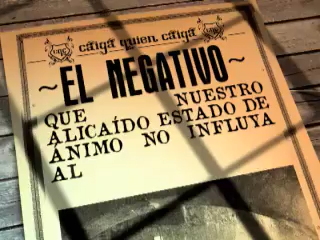 caiga quien caiga
~EL NEGATIVO~
QUE NUESTRO
ALICAÍDO ESTADO DE
ÁNIMO NO INFLUYA
AL